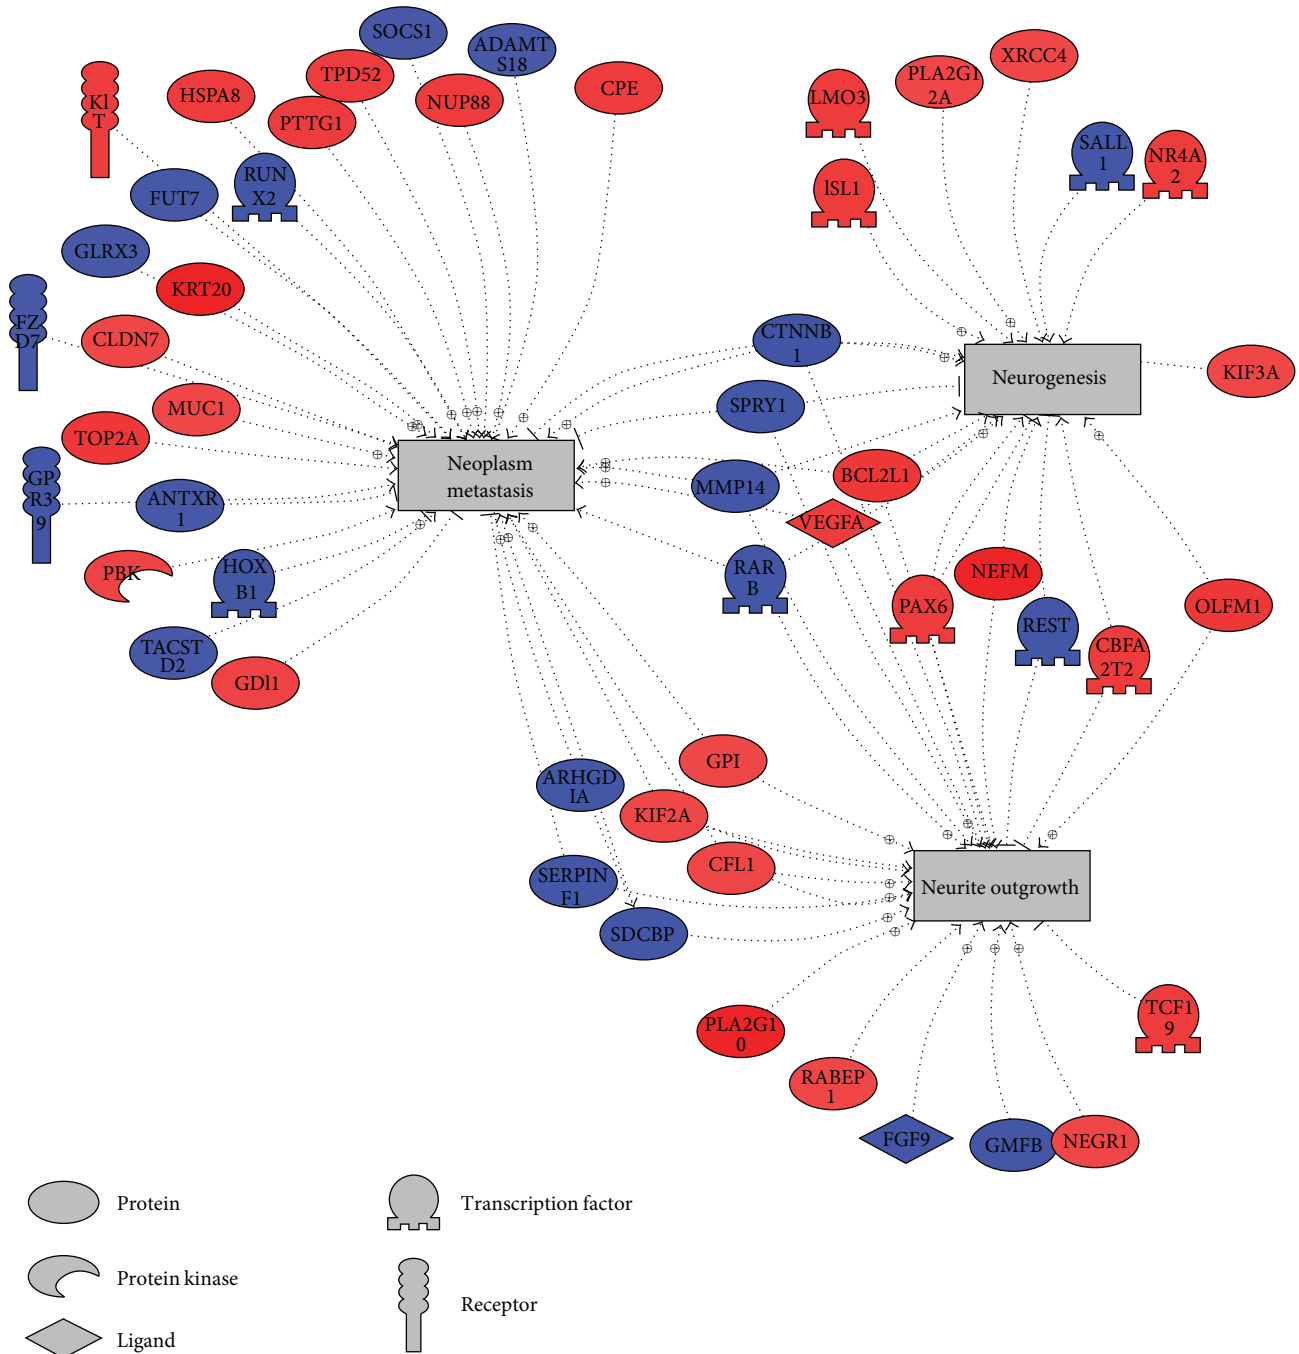 SOCS1
ADAMT
S18
TPD52
HSPA8
NUP88
CPE
PTTG1
KI
T
RUN
X2
FUT7
GLRX3
KRT20
FZ
D7
CLDN7
MUC1
TOP2A
GP
R3
9
ANTXR
1
PBK
HOX
B1
TACST
D2
GDl1
Neoplasm
metastasis
LMO3
PLA2G1
2A
XRCC4
SALL
1
NR4A
2
lSL1
CTNNB
1
Neurogenesis
KIF3A
SPRY1
MMP14
BCL2L1
VEGFA
RAR
B
NEFM
PAX6
REST
CBFA
2T2
OLFM1
GPI
ARHGD
IA
KIF2A
CFL1
SERPIN
F1
SDCBP
Neurite outgrowth
PLA2G1
0
RABEP
1
FGF9
GMFB
NEGR1
TCF1
9
Protein
Transcription factor
Protein kinase
Receptor
Ligand